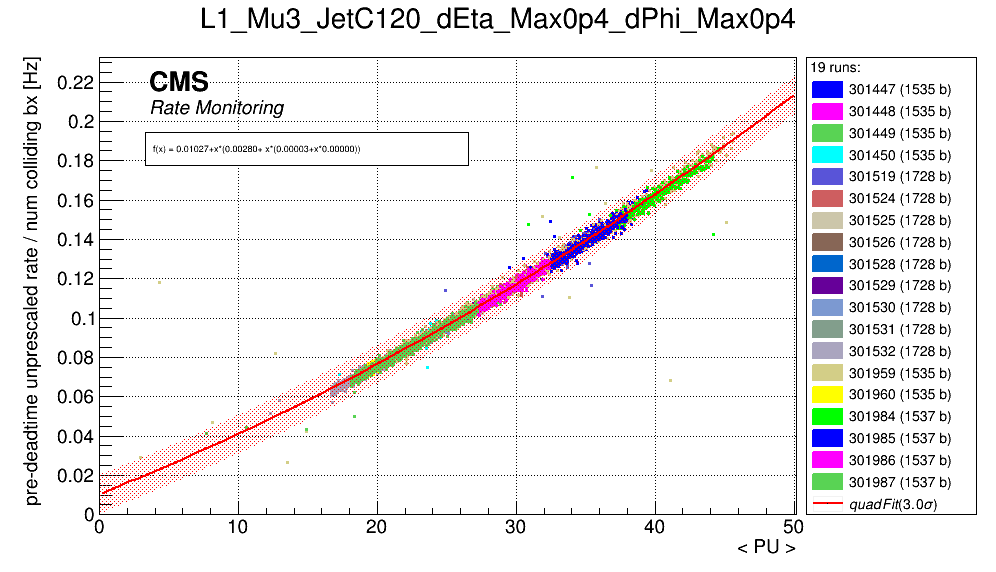 L1_Mu3_JetC120_dEta_Max0p4_dPhi_Max0p4
pre-deadtime unprescaled rate / num colliding bx [Hz]
CMS
Rate Monitoring
f(x) = 0.01027+x*(0.00280+ x*(0.00003+x*0.00000))
0.22
0.2
0.18
0.16
0.14
0.12
0.1
0.08
0.06
0.04
0.02
0
0 10 20 30 40 50
< PU >
19 runs:
301447 (1535 b)
301448 (1535 b)
301449 (1535 b)
301450 (1535 b)
301519 (1728 b)
301524 (1728 b)
301525 (1728 b)
301526 (1728 b)
301528 (1728 b)
301529 (1728 b)
301530 (1728 b)
301531 (1728 b)
301532 (1728 b)
301959 (1535 b)
301960 (1535 b)
301984 (1537 b)
301985 (1537 b)
301986 (1537 b)
301987 (1537 b)
quadFit(3.0σ)